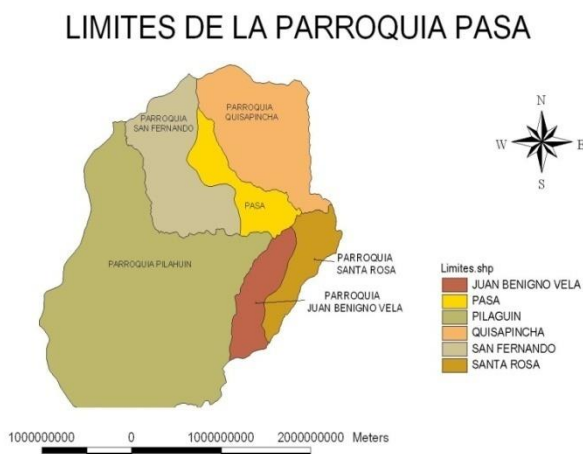 LIMITES DE LA PARROQUIA PASA
PARROQUIA
QUISAPINCHA
PARROQUIA
SAN FERNANDO
PASA
PARROQUIA PILAHUIN
PARROQUIA
SANTA ROSA
PARROQUIA
JUAN BENIGNO VELA
N
W E
S
Limites.shp
JUAN BENIGNO VELA
PASA
PILAGUIN
QUISAPINCHA
SAN FERNANDO
SANTA ROSA
1000000000 0 1000000000 2000000000 Meters